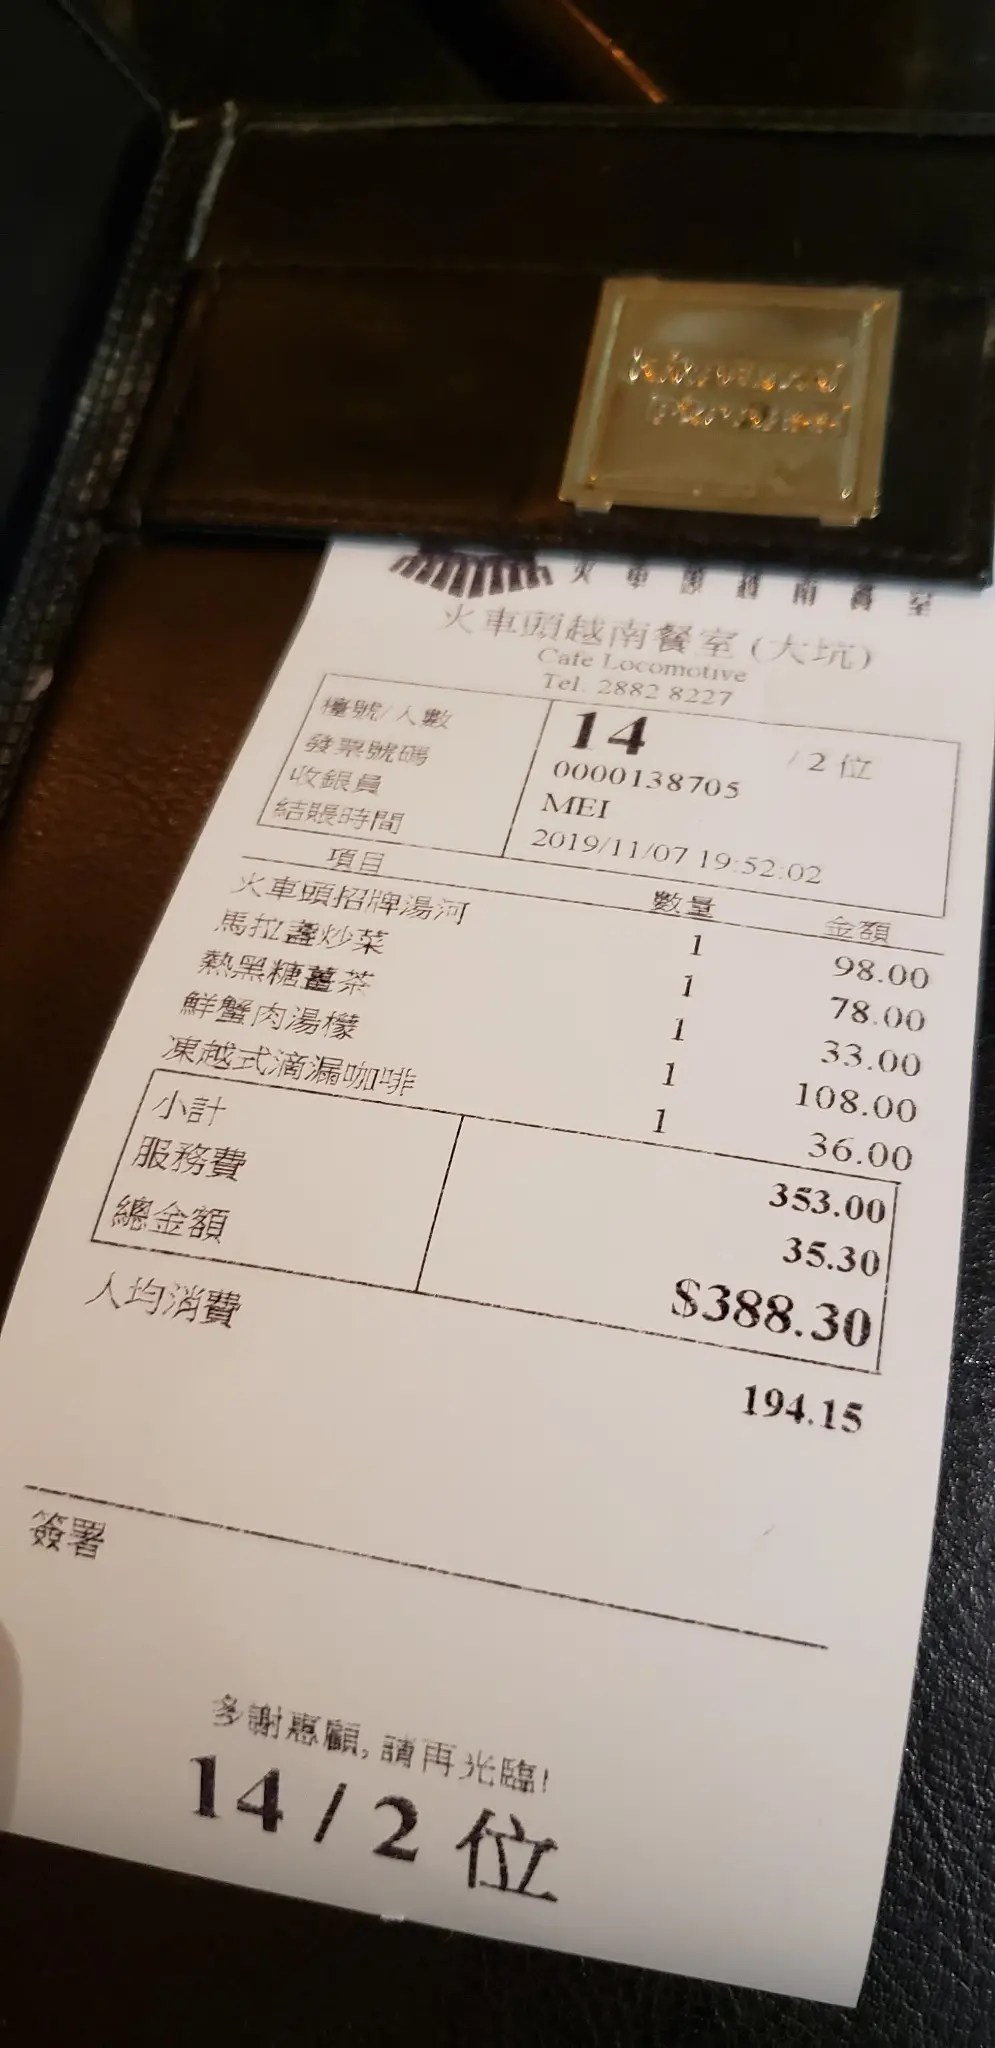 火車頭越南餐室
火車頭越南餐室 (大坑)
Cafe Locomotive
Tel. 2882 8227
檯號/人數 14 / 2 位
發票號碼 0000138705
收銀員 MEI
結賬時間 2019/11/07 19:52:02
項目 數量 金額
火車頭招牌湯河 1 98.00
馬拉盞炒菜 1 78.00
熱黑糖薑茶 1 33.00
鮮蟹肉湯檬 1 108.00
凍越式滴漏咖啡 1 36.00
小計 353.00
服務費 35.30
總金額 $388.30
人均消費 194.15
簽署
多謝惠顧, 請再光臨!
14 / 2 位